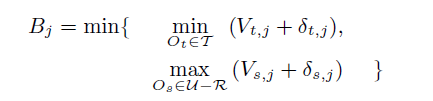 B_j = min{ min_{O_t∈𝒯} (V_{t,j} + δ_{t,j}),
max_{O_s∈𝒰−ℛ} (V_{s,j} + δ_{s,j}) }